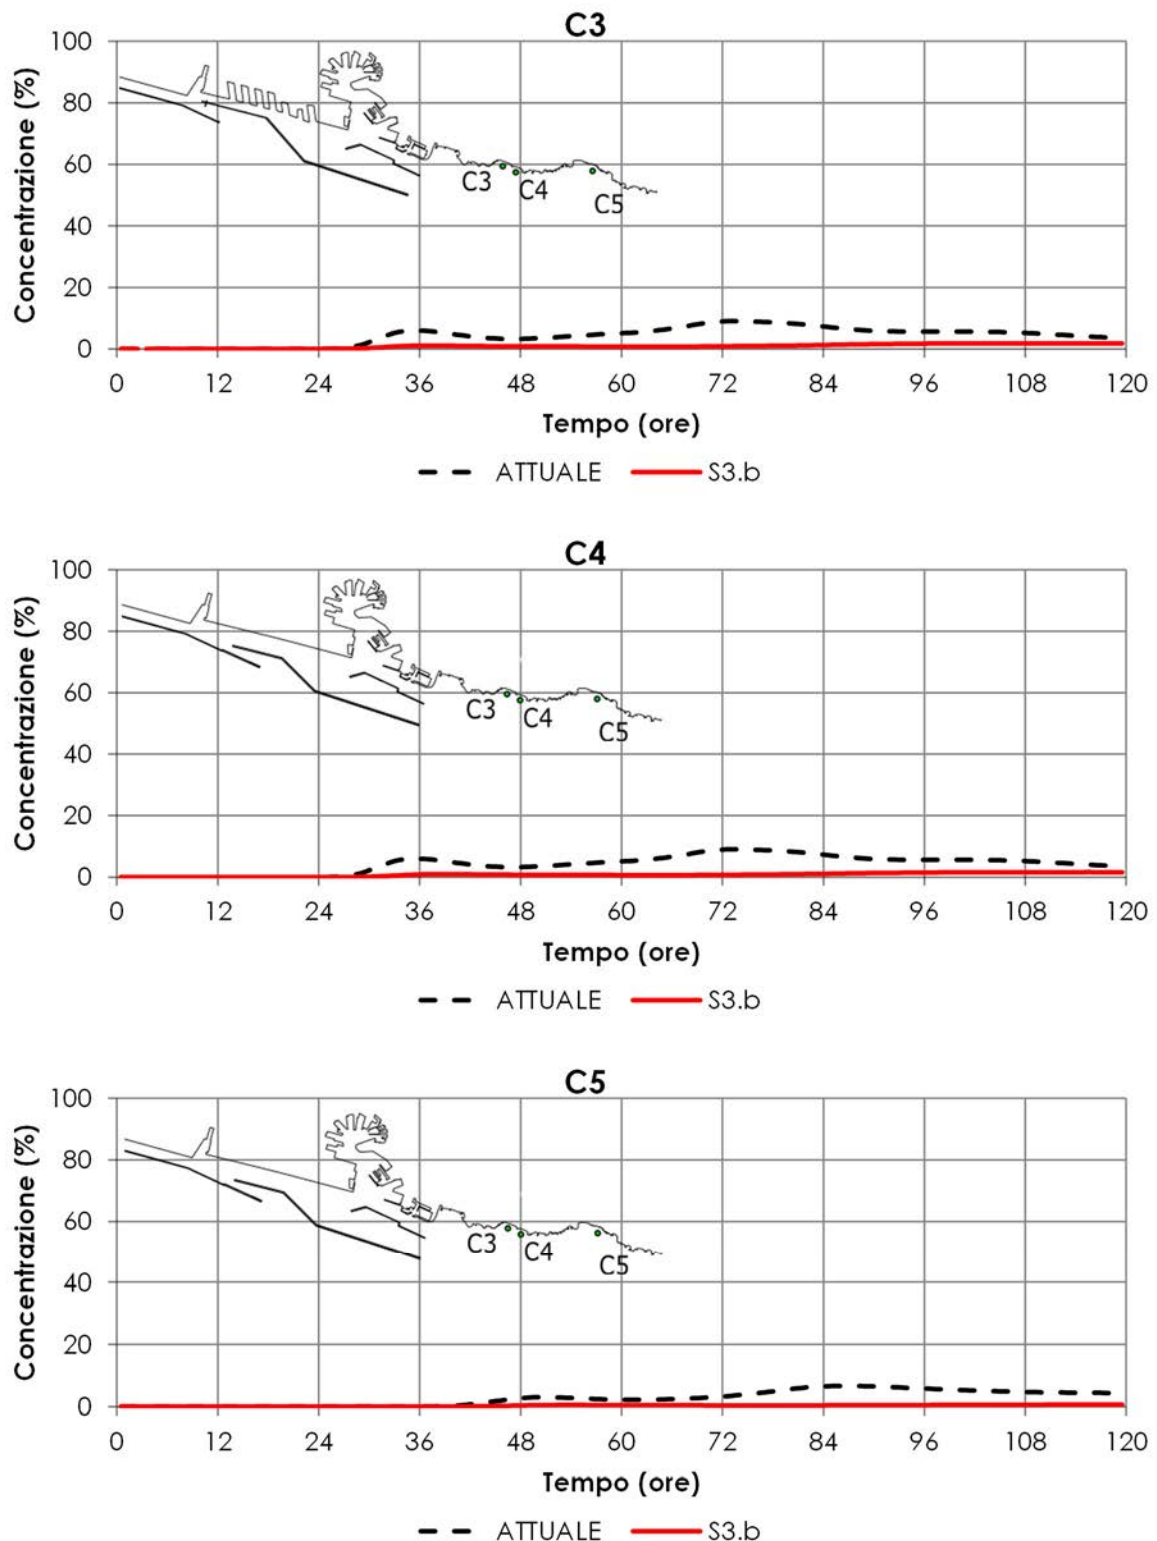 C3
Concentrazione (%)
100
80
60
40
20
0
C3
C4
C5
0 12 24 36 48 60 72 84 96 108 120
Tempo (ore)
ATTUALE S3.b
C4
Concentrazione (%)
100
80
60
40
20
0
C3
C4
C5
0 12 24 36 48 60 72 84 96 108 120
Tempo (ore)
ATTUALE S3.b
C5
Concentrazione (%)
100
80
60
40
20
0
C3
C4
C5
0 12 24 36 48 60 72 84 96 108 120
Tempo (ore)
ATTUALE S3.b